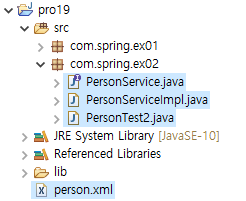 pro19
src
com.spring.ex01
com.spring.ex02
PersonService.java
PersonServiceImpl.java
PersonTest2.java
JRE System Library [JavaSE-10]
Referenced Libraries
lib
person.xml